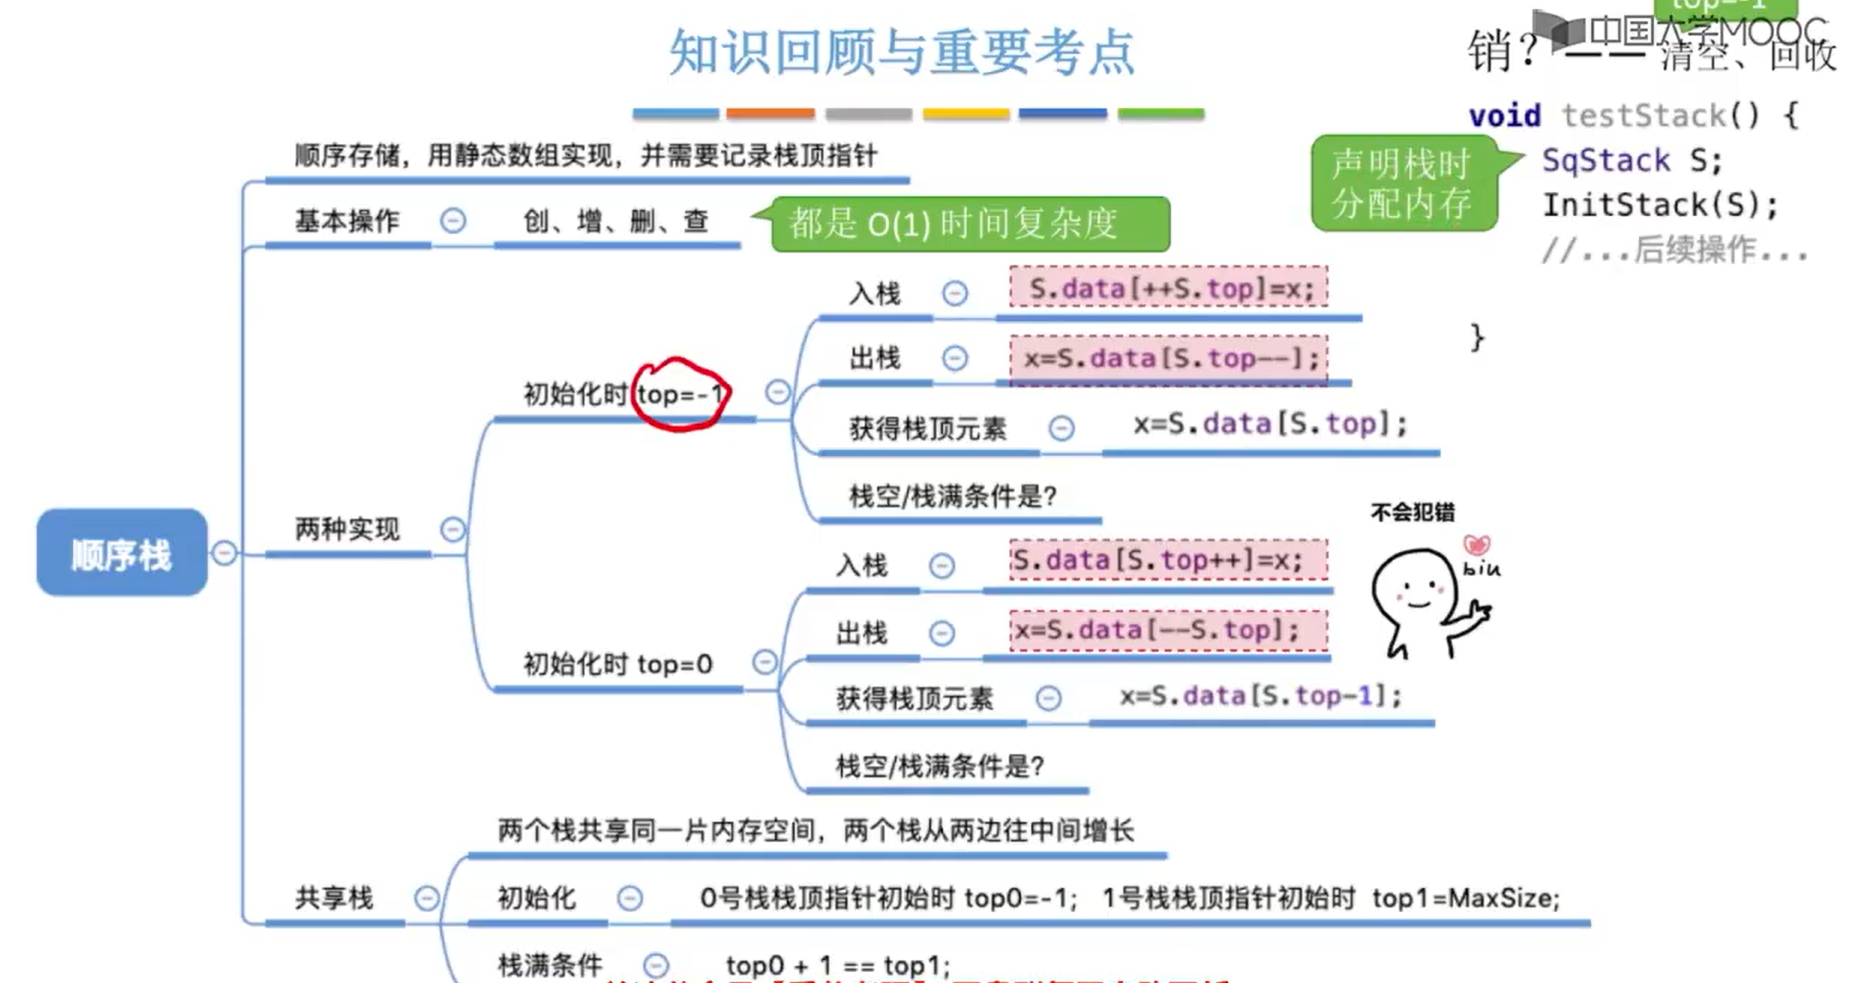 top=-1
中国大学MOOC
知识回顾与重要考点
销？—— 清空、回收
void testStack() {
声明栈时
分配内存
SqStack S;
InitStack(S);
//...后续操作...
}
顺序存储，用静态数组实现，并需要记录栈顶指针
基本操作
创、增、删、查
都是 O(1) 时间复杂度
入栈
S.data[++S.top]=x;
出栈
x=S.data[S.top--];
初始化时 top=-1
获得栈顶元素
x=S.data[S.top];
栈空/栈满条件是?
顺序栈
两种实现
不会犯错
biu
入栈
S.data[S.top++]=x;
出栈
x=S.data[--S.top];
初始化时 top=0
获得栈顶元素
x=S.data[S.top-1];
栈空/栈满条件是?
两个栈共享同一片内存空间，两个栈从两边往中间增长
共享栈
初始化
0号栈栈顶指针初始时 top0=-1; 1号栈栈顶指针初始时 top1=MaxSize;
栈满条件
top0 + 1 == top1;